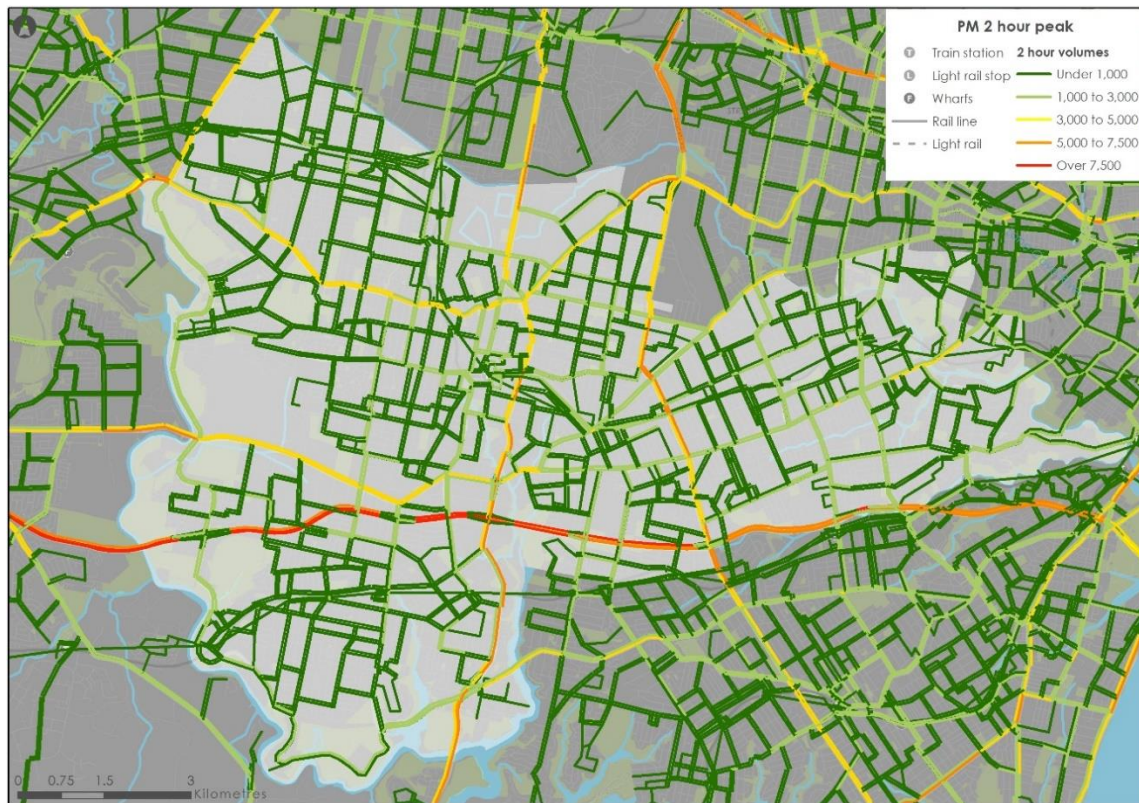 PM 2 hour peak
T Train station
L Light rail stop
F Wharfs
Rail line
Light rail
2 hour volumes
Under 1,000
1,000 to 3,000
3,000 to 5,000
5,000 to 7,500
Over 7,500
0 0.75 1.5 3
Kilometres